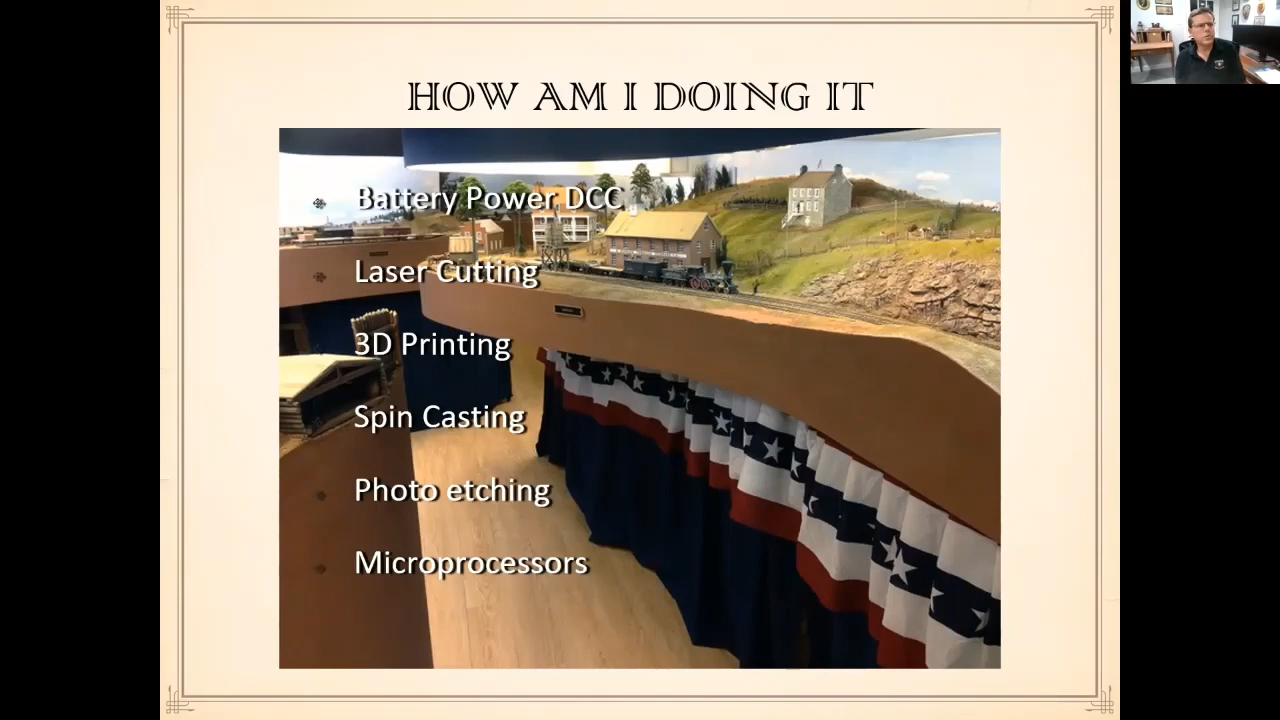 HOW AM I DOING IT
Battery Power DCC
Laser Cutting
3D Printing
Spin Casting
Photo etching
Microprocessors